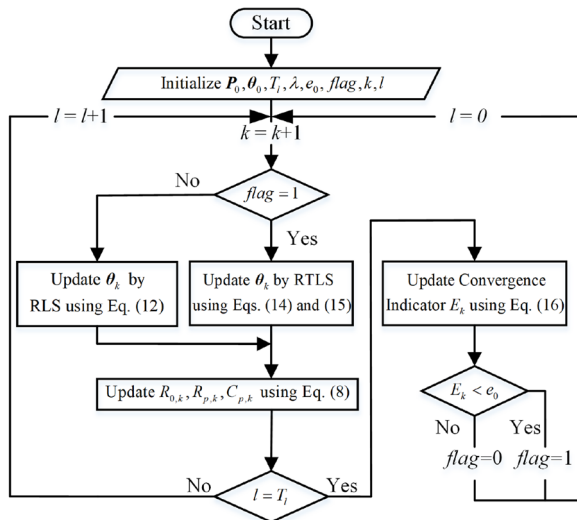 Start
Initialize P₀, θ₀, Tₗ, λ, e₀, flag, k, l
l = l+1
l = 0
k = k+1
flag = 1
No
Yes
Update θₖ by
RLS using Eq. (12)
Update θₖ by RTLS
using Eqs. (14) and (15)
Update Convergence
Indicator Eₖ using Eq. (16)
Update R₀,ₖ, Rₚ,ₖ, Cₚ,ₖ using Eq. (8)
Eₖ < e₀
No
Yes
flag=0
flag=1
No
Yes
l = Tₗ